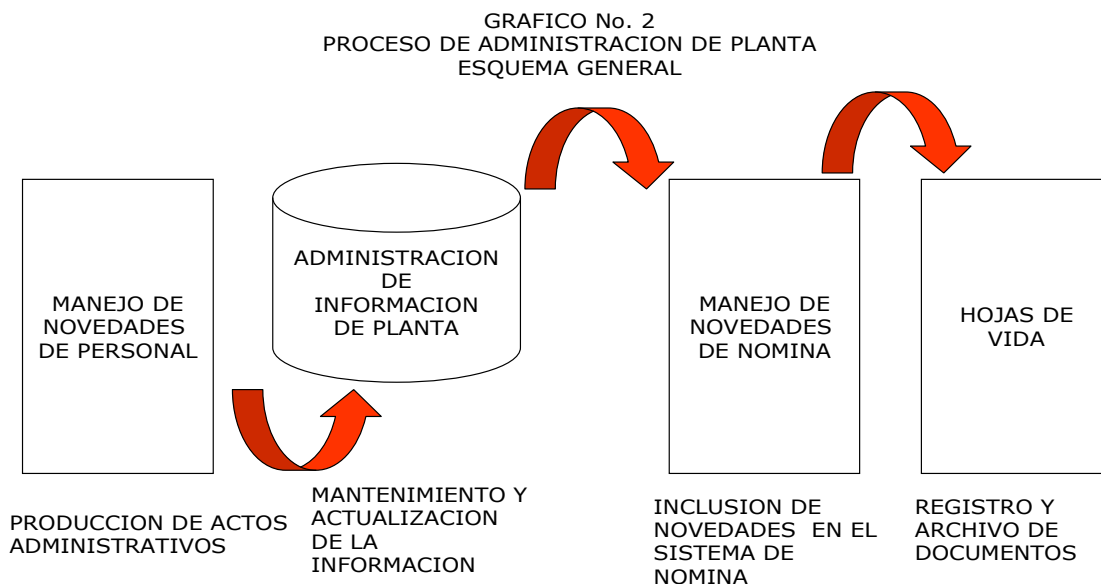 GRAFICO No. 2
PROCESO DE ADMINISTRACION DE PLANTA
ESQUEMA GENERAL
MANEJO DE
NOVEDADES
DE PERSONAL
ADMINISTRACION
DE
INFORMACION
DE PLANTA
MANEJO DE
NOVEDADES
DE NOMINA
HOJAS DE
VIDA
PRODUCCION DE ACTOS
ADMINISTRATIVOS
MANTENIMIENTO Y
ACTUALIZACION
DE LA
INFORMACION
INCLUSION DE
NOVEDADES EN EL
SISTEMA DE
NOMINA
REGISTRO Y
ARCHIVO DE
DOCUMENTOS